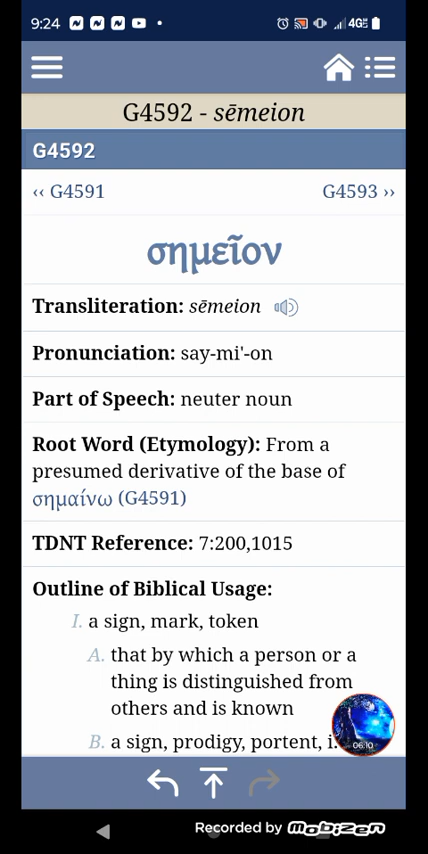 9:24
4G
G4592 - sēmeion
G4592
‹‹ G4591 G4593 ››
σημεῖον
Transliteration: sēmeion
Pronunciation: say-mi'-on
Part of Speech: neuter noun
Root Word (Etymology): From a
presumed derivative of the base of
σημαίνω (G4591)
TDNT Reference: 7:200,1015
Outline of Biblical Usage:
I. a sign, mark, token
A. that by which a person or a
thing is distinguished from
others and is known
B. a sign, prodigy, portent, i.
06:10
Recorded by Mobizen